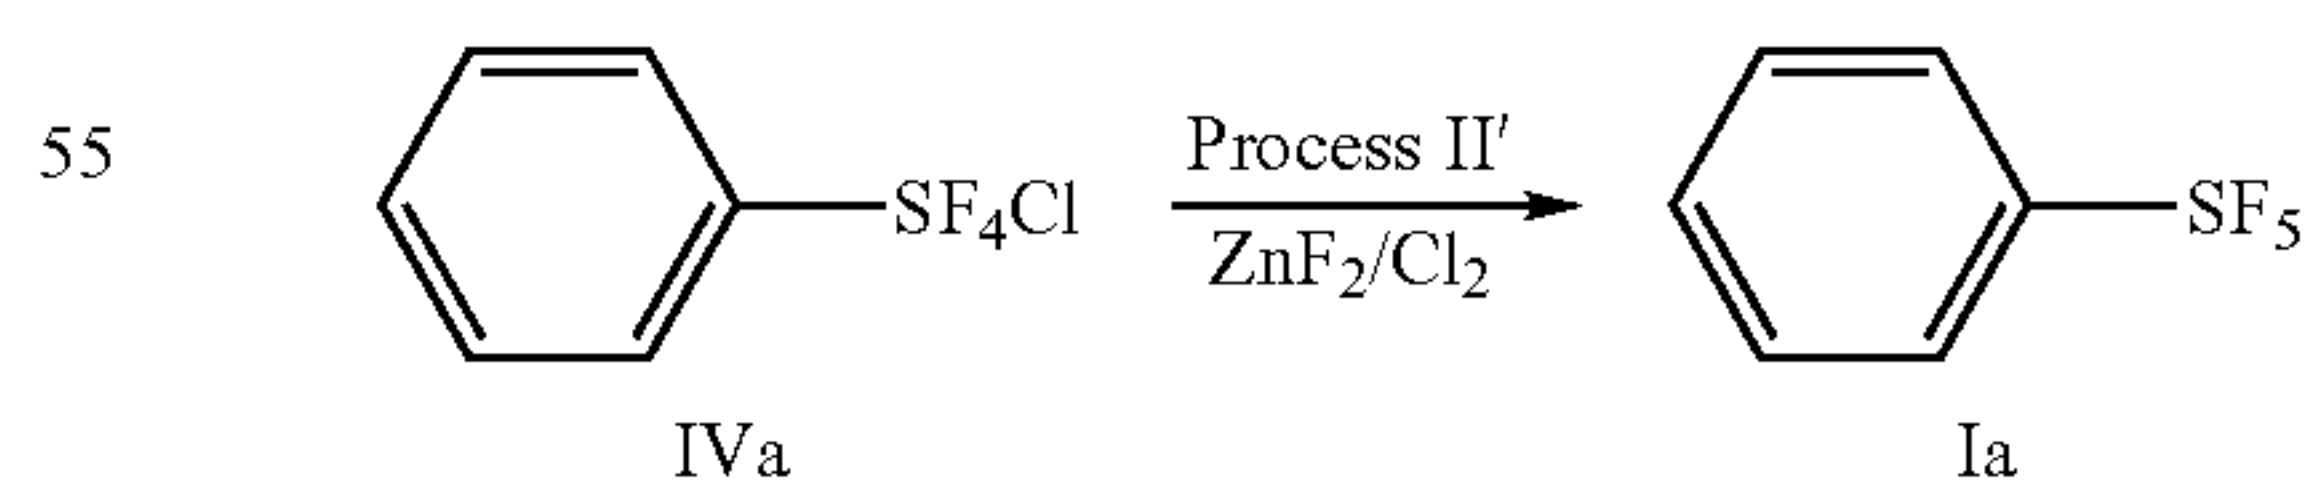 Process II′
55
SF₄Cl
SF₅
ZnF₂/Cl₂
IVa
Ia